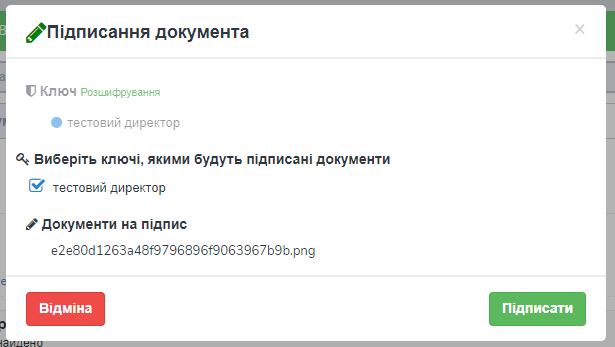 Підписання документа
×
Ключ Розшифрування
тестовий директор
Виберіть ключі, якими будуть підписані документи
тестовий директор
Документи на підпис
e2e80d1263a48f9796896f9063967b9b.png
Відміна
Підписати
найдено